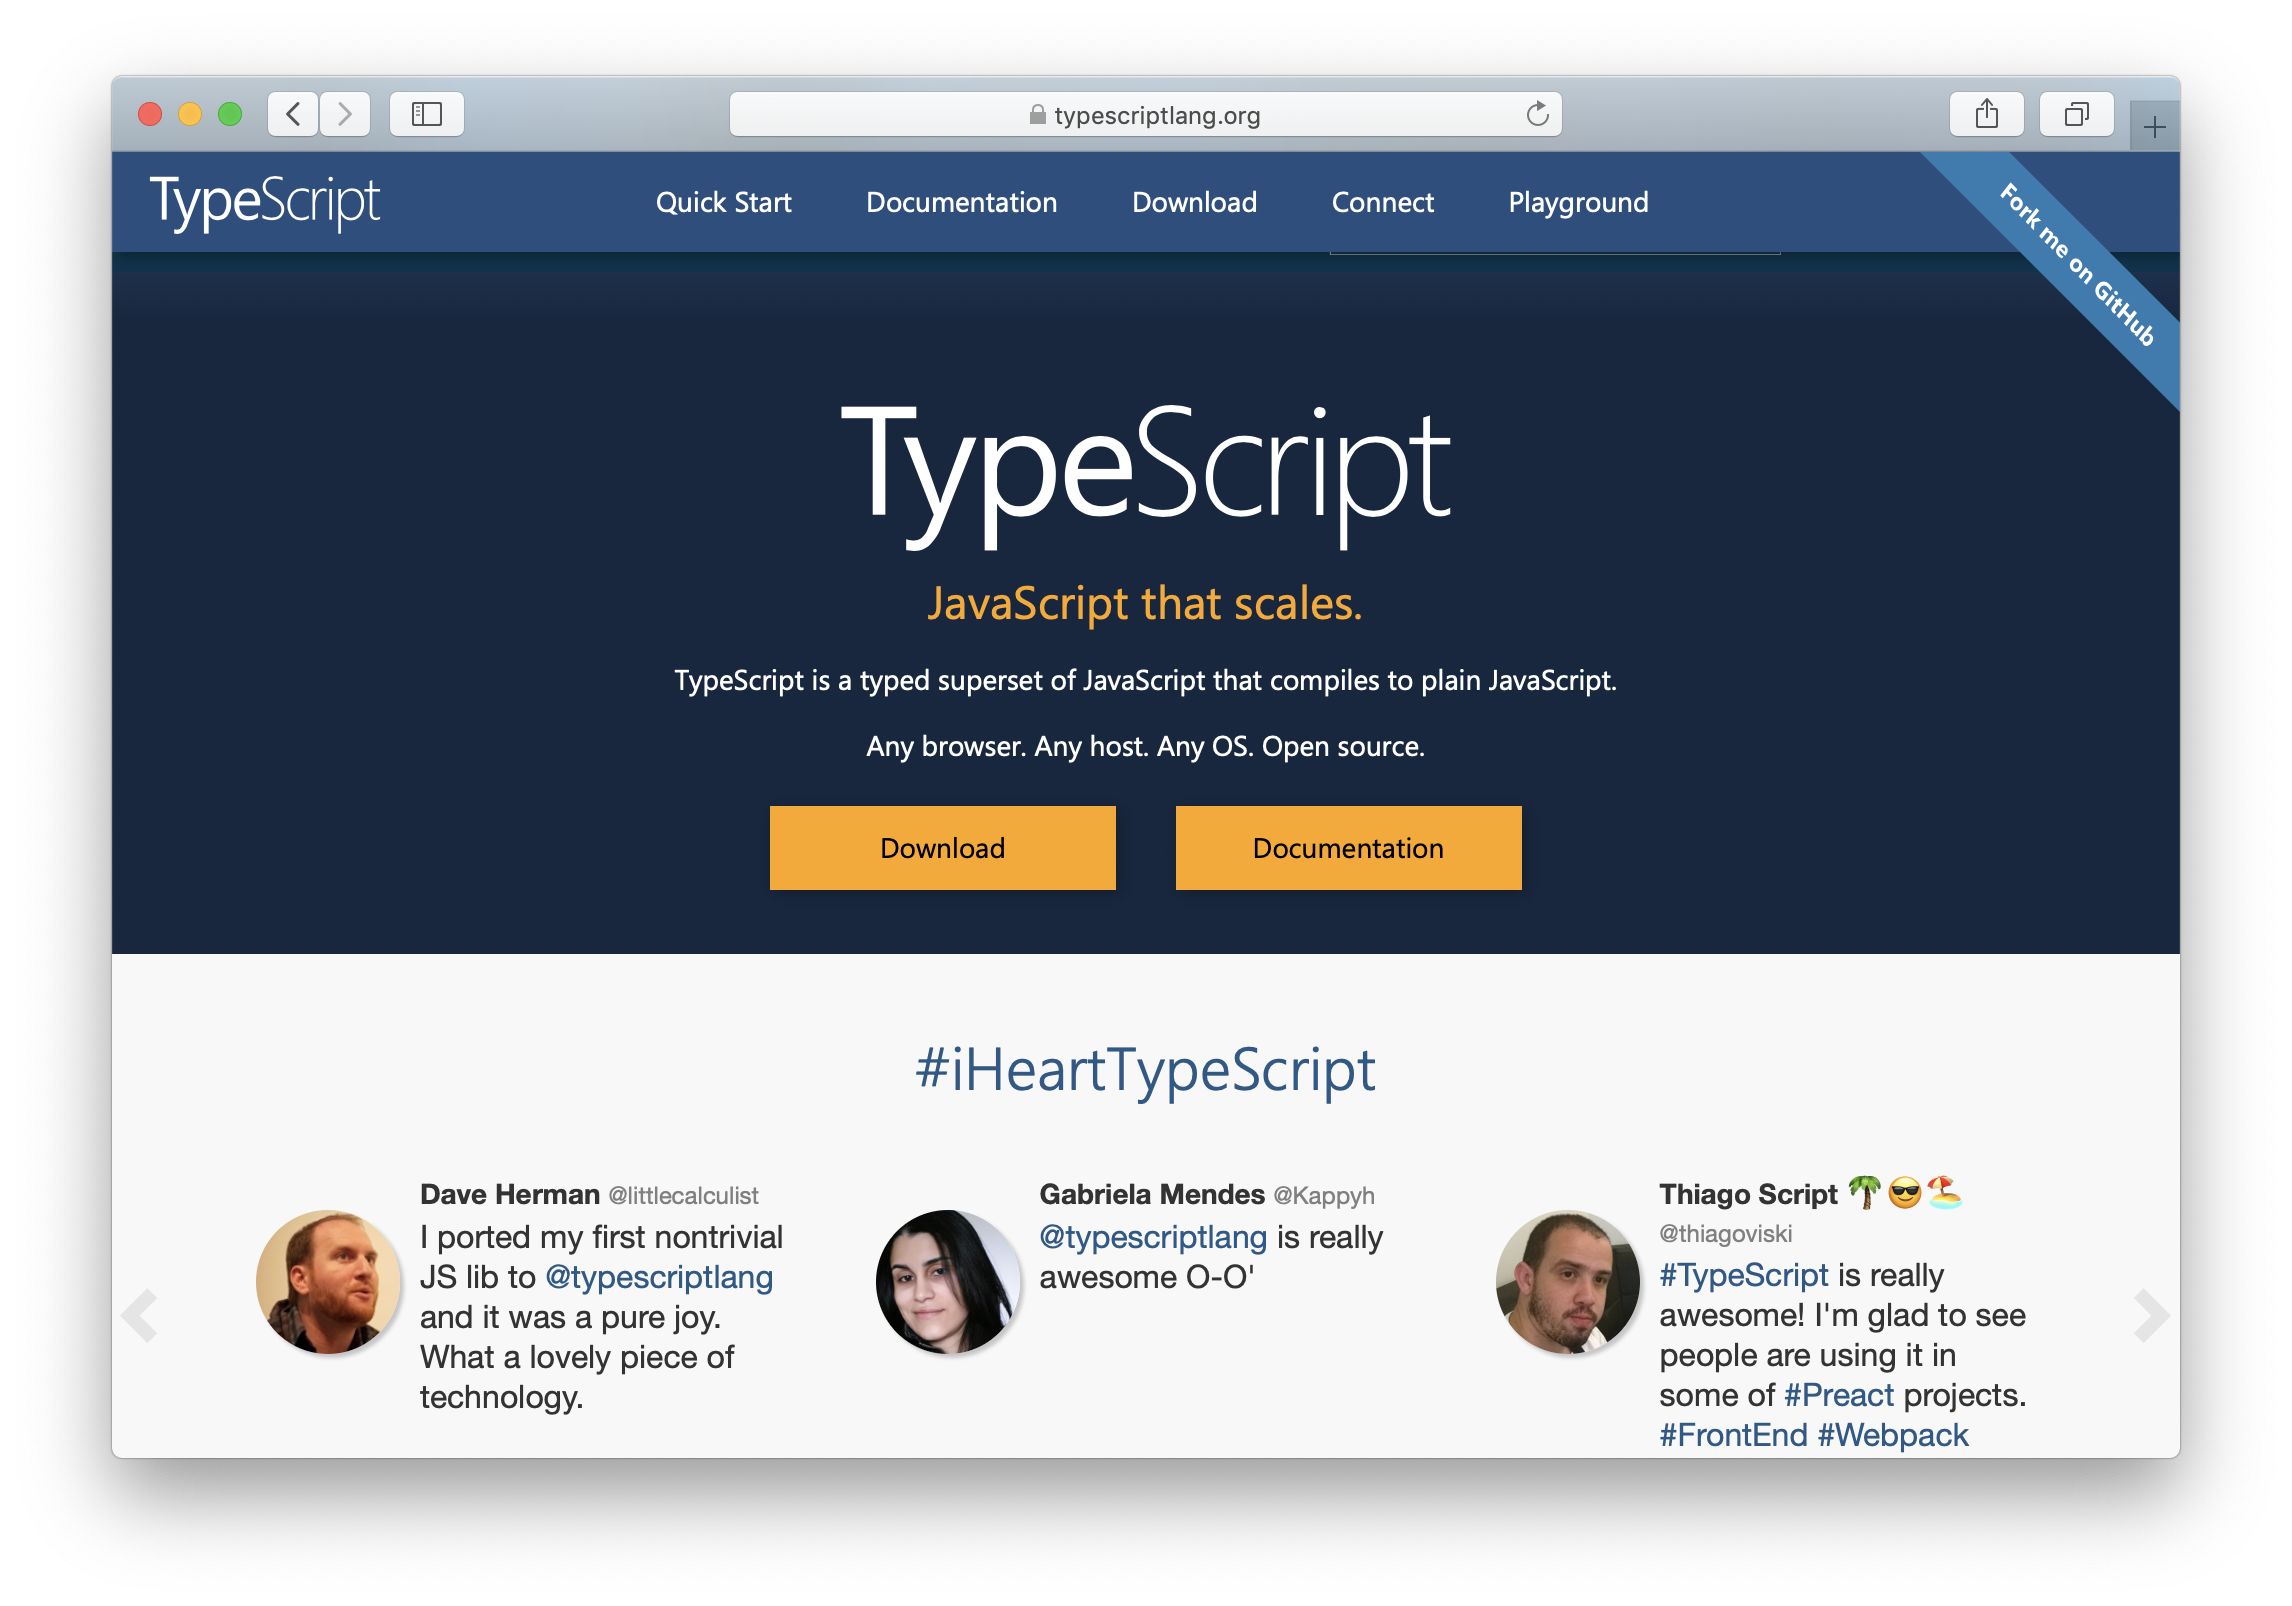 typescriptlang.org
TypeScript
Quick Start
Documentation
Download
Connect
Playground
Fork me on GitHub
TypeScript
JavaScript that scales.
TypeScript is a typed superset of JavaScript that compiles to plain JavaScript.
Any browser. Any host. Any OS. Open source.
Download
Documentation
#iHeartTypeScript
Dave Herman @littlecalculist
I ported my first nontrivial
JS lib to @typescriptlang
and it was a pure joy.
What a lovely piece of
technology.
Gabriela Mendes @Kappyh
@typescriptlang is really
awesome O-O'
Thiago Script 🌴😎🏖️
@thiagoviski
#TypeScript is really
awesome! I'm glad to see
people are using it in
some of #Preact projects.
#FrontEnd #Webpack